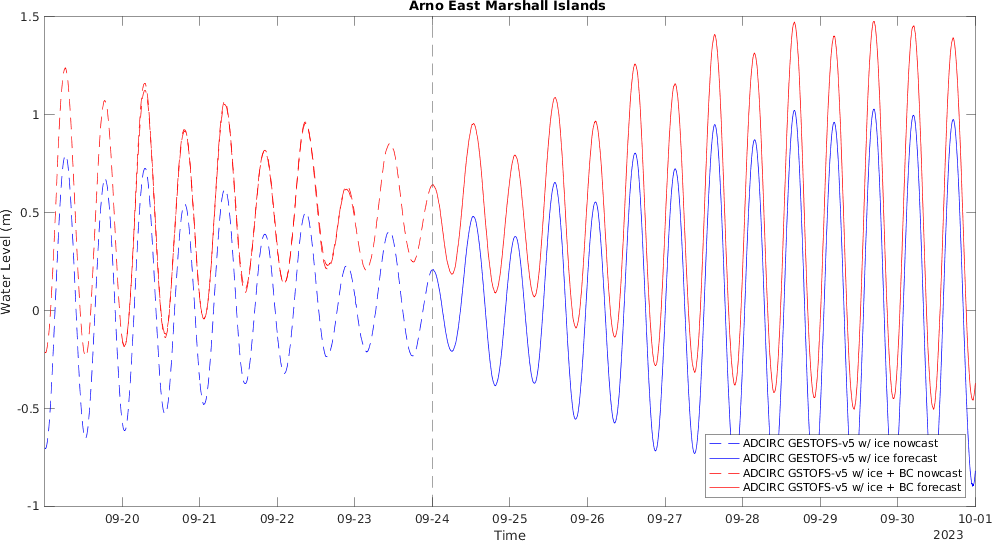 Arno East Marshall Islands
1.5
1
0.5
0
-0.5
-1
Water Level (m)
ADCIRC GESTOFS-v5 w/ ice nowcast
ADCIRC GESTOFS-v5 w/ ice forecast
ADCIRC GSTOFS-v5 w/ ice + BC nowcast
ADCIRC GSTOFS-v5 w/ ice + BC forecast
09-20 09-21 09-22 09-23 09-24 09-25 09-26 09-27 09-28 09-29 09-30 10-01
Time
2023